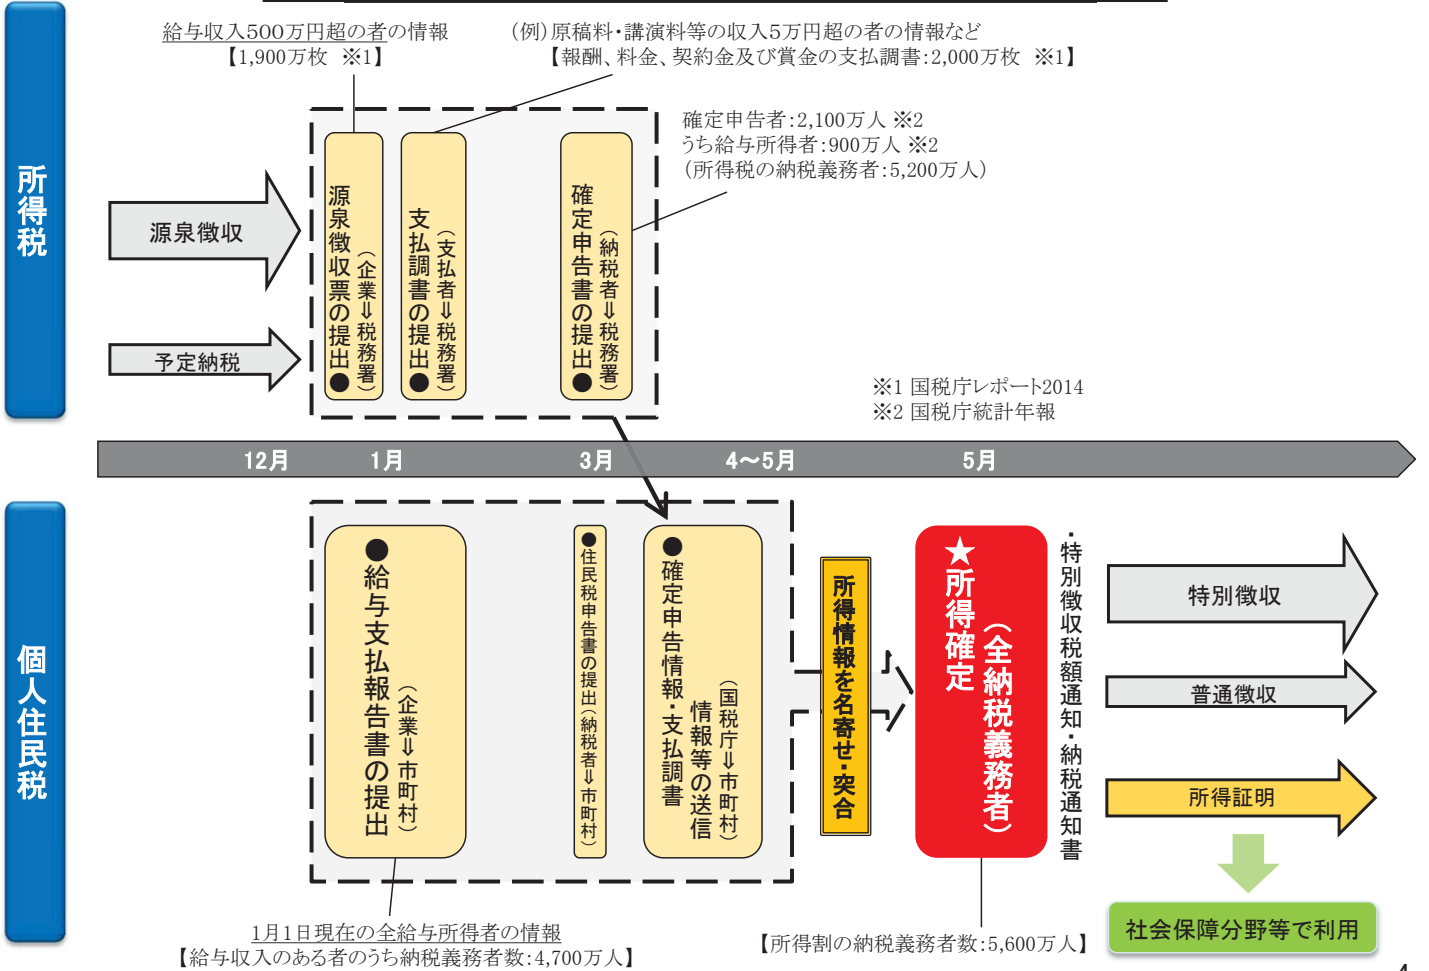 給与収入500万円超の者の情報
【1,900万枚 ※1】
(例)原稿料・講演料等の収入5万円超の者の情報など
【報酬、料金、契約金及び賞金の支払調書:2,000万枚 ※1】
確定申告者:2,100万人 ※2
うち給与所得者:900万人 ※2
(所得税の納税義務者:5,200万人)
所得税
源泉徴収
予定納税
源泉徴収票の提出●
(企業⇒税務署)
支払調書の提出●
(支払者⇒税務署)
確定申告書の提出●
(納税者⇒税務署)
※1 国税庁レポート2014
※2 国税庁統計年報
12月 1月 3月 4～5月 5月
個人住民税
●給与支払報告書の提出
(企業⇒市町村)
●住民税申告書の提出(納税者⇒市町村)
●確定申告情報・支払調書
情報等の送信
(国税庁⇒市町村)
所得情報を名寄せ・突合
★所得確定
(全納税義務者)
・特別徴収税額通知・納税通知書
特別徴収
普通徴収
所得証明
社会保障分野等で利用
1月1日現在の全給与所得者の情報
【給与収入のある者のうち納税義務者数:4,700万人】
【所得割の納税義務者数:5,600万人】